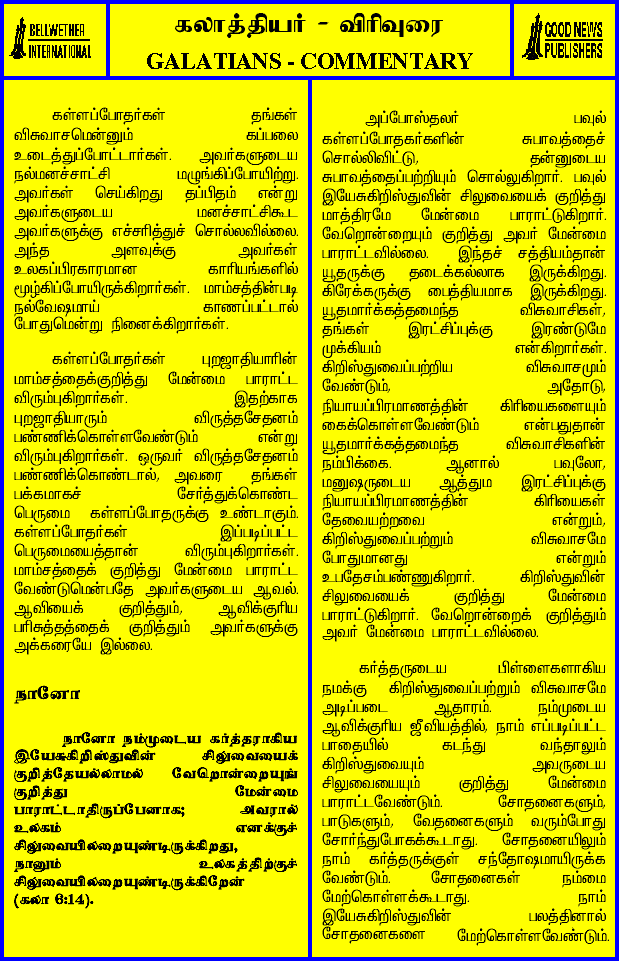 BELLWETHER
INTERNATIONAL
கலாத்தியர் - விரிவுரை
GALATIANS - COMMENTARY
GOOD NEWS
PUBLISHERS
கள்ளப்போதர்கள் தங்கள்
விசுவாசமென்னும் கப்பலை
உடைத்துப்போட்டார்கள். அவர்களுடைய
நல்மனச்சாட்சி மழுங்கிப்போயிற்று.
அவர்கள் செய்கிறது தப்பிதம் என்று
அவர்களுடைய மனச்சாட்சிகூட
அவர்களுக்கு எச்சரித்துச் சொல்லவில்லை.
அந்த அளவுக்கு அவர்கள்
உலகப்பிரகாரமான காரியங்களில்
மூழ்கிப்போயிருக்கிறார்கள். மாம்சத்தின்படி
நல்வேஷமாய் காணப்பட்டால்
போதுமென்று நினைக்கிறார்கள்.
கள்ளப்போதர்கள் புறஜாதியாரின்
மாம்சத்தைக்குறித்து மேன்மை பாராட்ட
விரும்புகிறார்கள். இதற்காக
புறஜாதியாரும் விருத்தசேதனம்
பண்ணிக்கொள்ளவேண்டும் என்று
விரும்புகிறார்கள். ஒருவர் விருத்தசேதனம்
பண்ணிக்கொண்டால், அவரை தங்கள்
பக்கமாகச் சேர்த்துக்கொண்ட
பெருமை கள்ளப்போதருக்கு உண்டாகும்.
கள்ளப்போதர்கள் இப்படிப்பட்ட
பெருமையைத்தான் விரும்புகிறார்கள்.
மாம்சத்தைக் குறித்து மேன்மை பாராட்ட
வேண்டுமென்பதே அவர்களுடைய ஆவல்.
ஆவியைக் குறித்தும், ஆவிக்குரிய
பரிசுத்தத்தைக் குறித்தும் அவர்களுக்கு
அக்கரையே இல்லை.
நானோ
நானோ நம்முடைய கர்த்தராகிய
இயேசுகிறிஸ்துவின் சிலுவையைக்
குறித்தேயல்லாமல் வேறொன்றையுங்
குறித்து மேன்மை
பாராட்டாதிருப்பேனாக; அவரால்
உலகம் எனக்குச்
சிலுவையிலறையுண்டிருக்கிறது,
நானும் உலகத்திற்குச்
சிலுவையிலறையுண்டிருக்கிறேன்
(கலா 6:14).
அப்போஸ்தலர் பவுல்
கள்ளப்போதகர்களின் சுபாவத்தைச்
சொல்லிவிட்டு, தன்னுடைய
சுபாவத்தைப்பற்றியும் சொல்லுகிறார். பவுல்
இயேசுகிறிஸ்துவின் சிலுவையைக் குறித்து
மாத்திரமே மேன்மை பாராட்டுகிறார்.
வேறொன்றையும் குறித்து அவர் மேன்மை
பாராட்டவில்லை. இந்தச் சத்தியம்தான்
யூதருக்கு தடைக்கல்லாக இருக்கிறது.
கிரேக்கருக்கு பைத்தியமாக இருக்கிறது.
யூதமார்க்கத்தமைந்த விசுவாசிகள்,
தங்கள் இரட்சிப்புக்கு இரண்டுமே
முக்கியம் என்கிறார்கள்.
கிறிஸ்துவைப்பற்றிய விசுவாசமும்
வேண்டும், அதோடு,
நியாயப்பிரமாணத்தின் கிரியைகளையும்
கைக்கொள்ளவேண்டும் என்பதுதான்
யூதமார்க்கத்தமைந்த விசுவாசிகளின்
நம்பிக்கை. ஆனால் பவுலோ,
மனுஷருடைய ஆத்தும இரட்சிப்புக்கு
நியாயப்பிரமாணத்தின் கிரியைகள்
தேவையற்றவை என்றும்,
கிறிஸ்துவைப்பற்றும் விசுவாசமே
போதுமானது என்றும்
உபதேசம்பண்ணுகிறார். கிறிஸ்துவின்
சிலுவையைக் குறித்து மேன்மை
பாராட்டுகிறார். வேறொன்றைக் குறித்தும்
அவர் மேன்மை பாராட்டவில்லை.
கர்த்தருடைய பிள்ளைகளாகிய
நமக்கு கிறிஸ்துவைப்பற்றும் விசுவாசமே
அடிப்படை ஆதாரம். நம்முடைய
ஆவிக்குரிய ஜீவியத்தில், நாம் எப்படிப்பட்ட
பாதையில் கடந்து வந்தாலும்
கிறிஸ்துவையும் அவருடைய
சிலுவையையும் குறித்து மேன்மை
பாராட்டவேண்டும். சோதனைகளும்,
பாடுகளும், வேதனைகளும் வரும்போது
சோர்ந்துபோகக்கூடாது. சோதனையிலும்
நாம் கர்த்தருக்குள் சந்தோஷமாயிருக்க
வேண்டும். சோதனைகள் நம்மை
மேற்கொள்ளக்கூடாது. நாம்
இயேசுகிறிஸ்துவின் பலத்தினால்
சோதனைகளை மேற்கொள்ளவேண்டும்.